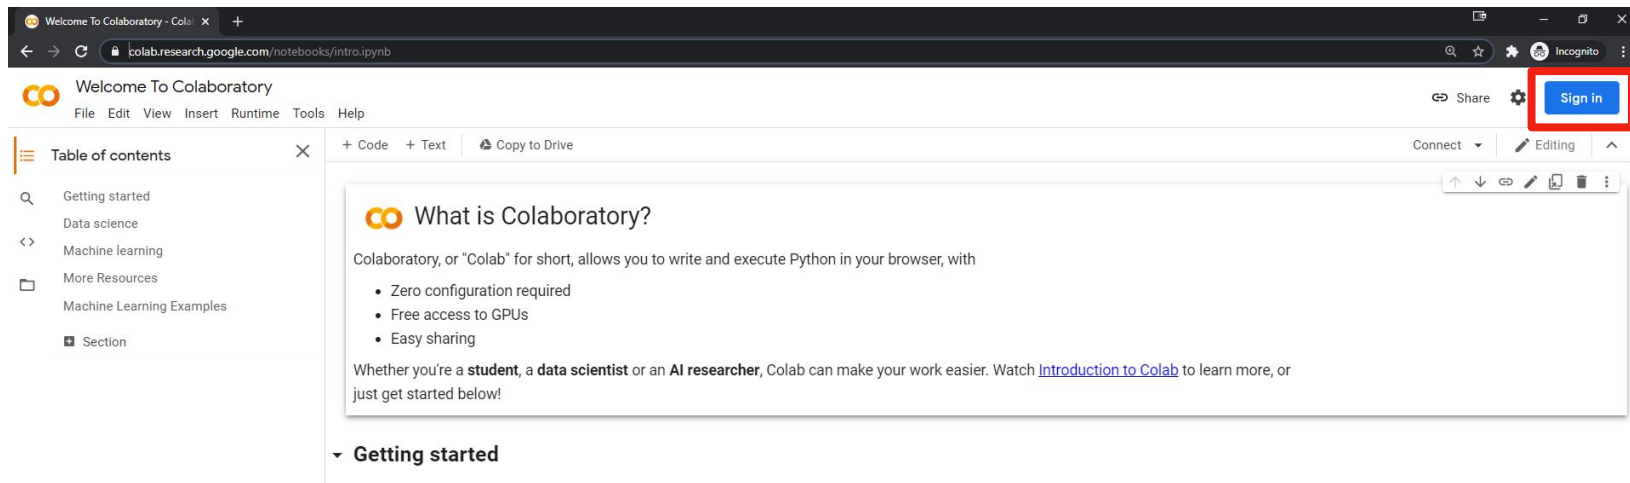 Welcome To Colaboratory - Colal
colab.research.google.com/notebooks/intro.ipynb
Incognito
Welcome To Colaboratory
File Edit View Insert Runtime Tools Help
Share
Sign in
Table of contents
+ Code + Text Copy to Drive
Connect
Editing
Getting started
Data science
Machine learning
More Resources
Machine Learning Examples
Section
CO What is Colaboratory?
Colaboratory, or "Colab" for short, allows you to write and execute Python in your browser, with
• Zero configuration required
• Free access to GPUs
• Easy sharing
Whether you're a student, a data scientist or an AI researcher, Colab can make your work easier. Watch Introduction to Colab to learn more, or
just get started below!
Getting started